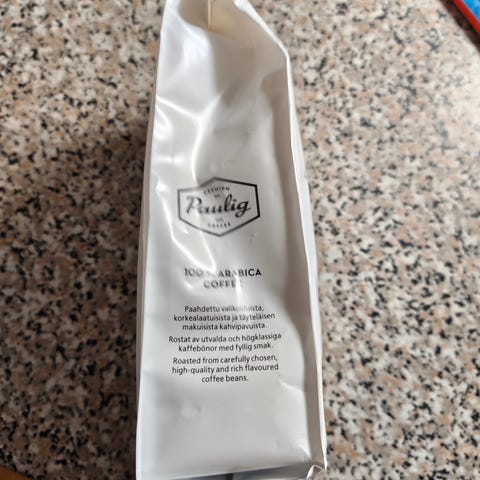 Paulig
COFFEE
100 % ARABICA
COFFEE
Paahdettu valikoiduista,
korkealaatuisista ja täyteläisen
makuisista kahvipavuista.
Rostat av utvalda och högklassiga
kaffebönor med fyllig smak.
Roasted from carefully chosen,
high-quality and rich flavoured
coffee beans.